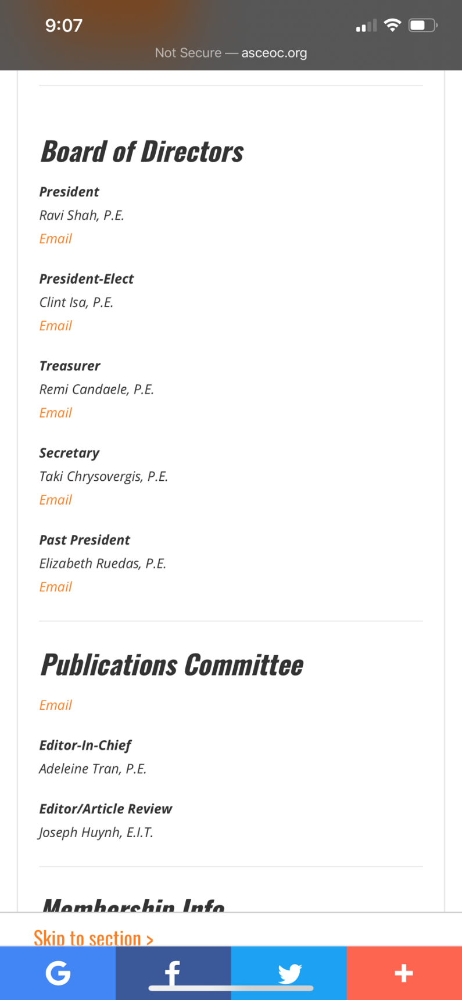 9:07
Not Secure — asceoc.org
Board of Directors
President
Ravi Shah, P.E.
Email
President-Elect
Clint Isa, P.E.
Email
Treasurer
Remi Candaele, P.E.
Email
Secretary
Taki Chrysovergis, P.E.
Email
Past President
Elizabeth Ruedas, P.E.
Email
Publications Committee
Email
Editor-In-Chief
Adeleine Tran, P.E.
Editor/Article Review
Joseph Huynh, E.I.T.
Membership Info
Skip to section >